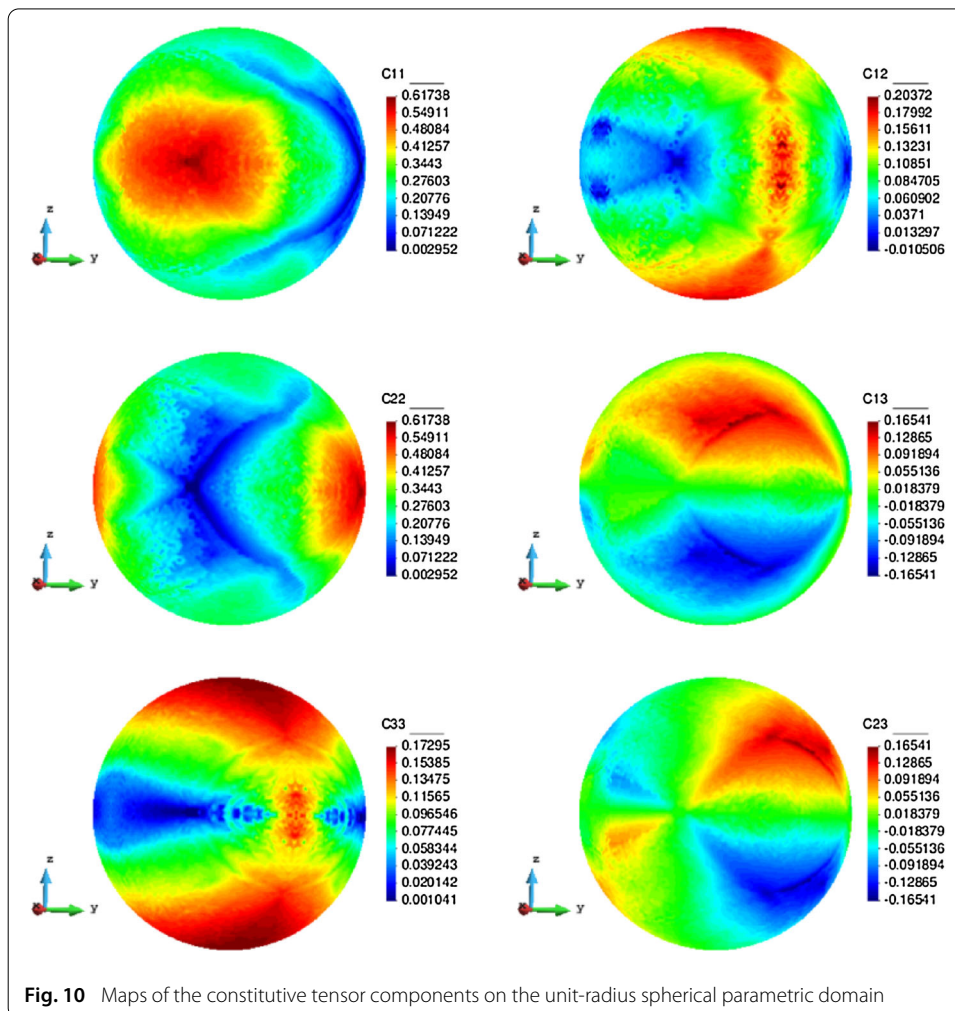 C11
0.61738
0.54911
0.48084
0.41257
0.3443
0.27603
0.20776
0.13949
0.071222
0.002952
z
x
y
C12
0.20372
0.17992
0.15611
0.13231
0.10851
0.084705
0.060902
0.0371
0.013297
-0.010506
z
x
y
C22
0.61738
0.54911
0.48084
0.41257
0.3443
0.27603
0.20776
0.13949
0.071222
0.002952
z
x
y
C13
0.16541
0.12865
0.091894
0.055136
0.018379
-0.018379
-0.055136
-0.091894
-0.12865
-0.16541
z
x
y
C33
0.17295
0.15385
0.13475
0.11565
0.096546
0.077445
0.058344
0.039243
0.020142
0.001041
z
x
y
C23
0.16541
0.12865
0.091894
0.055136
0.018379
-0.018379
-0.055136
-0.091894
-0.12865
-0.16541
z
x
y
Fig. 10 Maps of the constitutive tensor components on the unit-radius spherical parametric domain